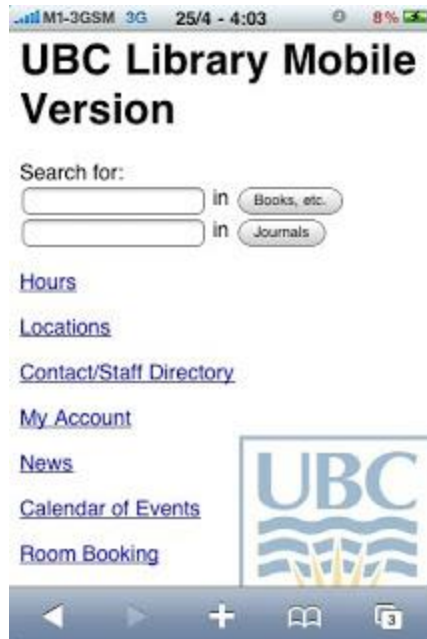 M1-3GSM 3G 25/4 - 4:03 8%
UBC Library Mobile
Version
Search for:
in Books, etc.
in Journals
Hours
Locations
Contact/Staff Directory
My Account
News
Calendar of Events
Room Booking
UBC
3